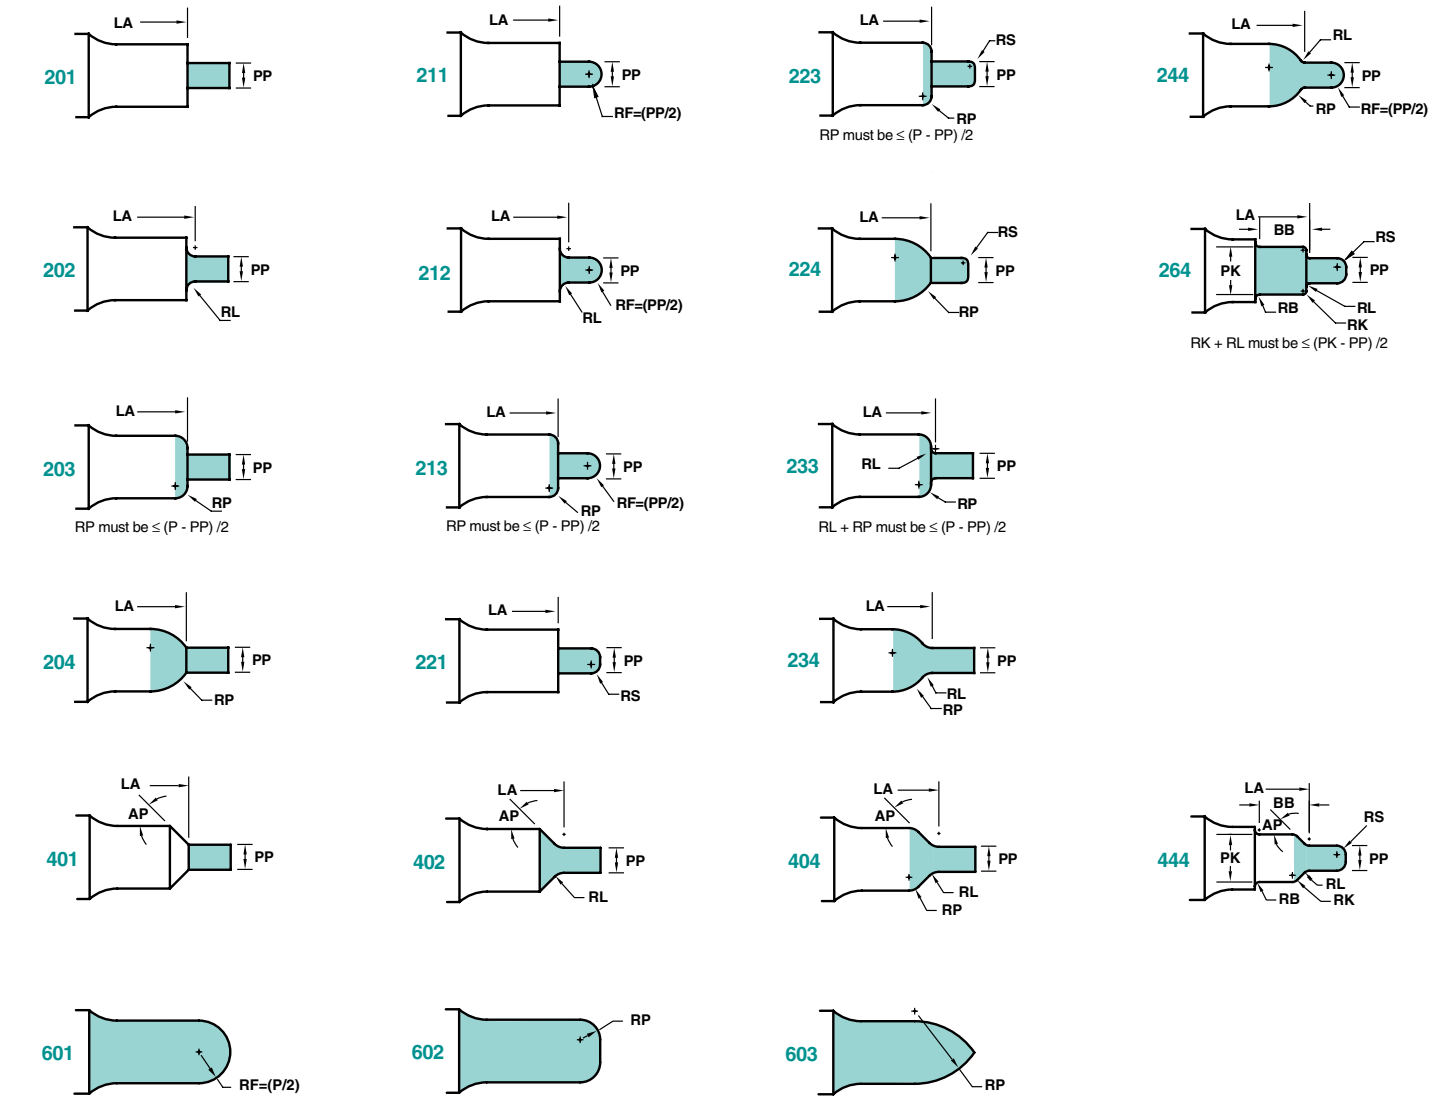 LA
201
PP
LA
211
PP
RF=(PP/2)
LA
RS
223
PP
RP
RP must be ≤ (P - PP) /2
LA
RL
244
PP
RP
RF=(PP/2)
LA
202
PP
RL
LA
212
PP
RF=(PP/2)
RL
LA
RS
224
PP
RP
LA
BB
RS
264
PK
PP
RB
RL
RK
RK + RL must be ≤ (PK - PP) /2
LA
203
PP
RP
RP must be ≤ (P - PP) /2
LA
213
PP
RF=(PP/2)
RP
RP must be ≤ (P - PP) /2
LA
233
RL
PP
RP
RL + RP must be ≤ (P - PP) /2
LA
204
PP
RP
LA
221
PP
RS
LA
234
PP
RL
RP
LA
AP
401
PP
LA
AP
402
PP
RL
LA
AP
404
PP
RL
RP
LA
BB
AP
RS
444
PK
PP
RL
RB
RK
601
RF=(P/2)
602
RP
603
RP